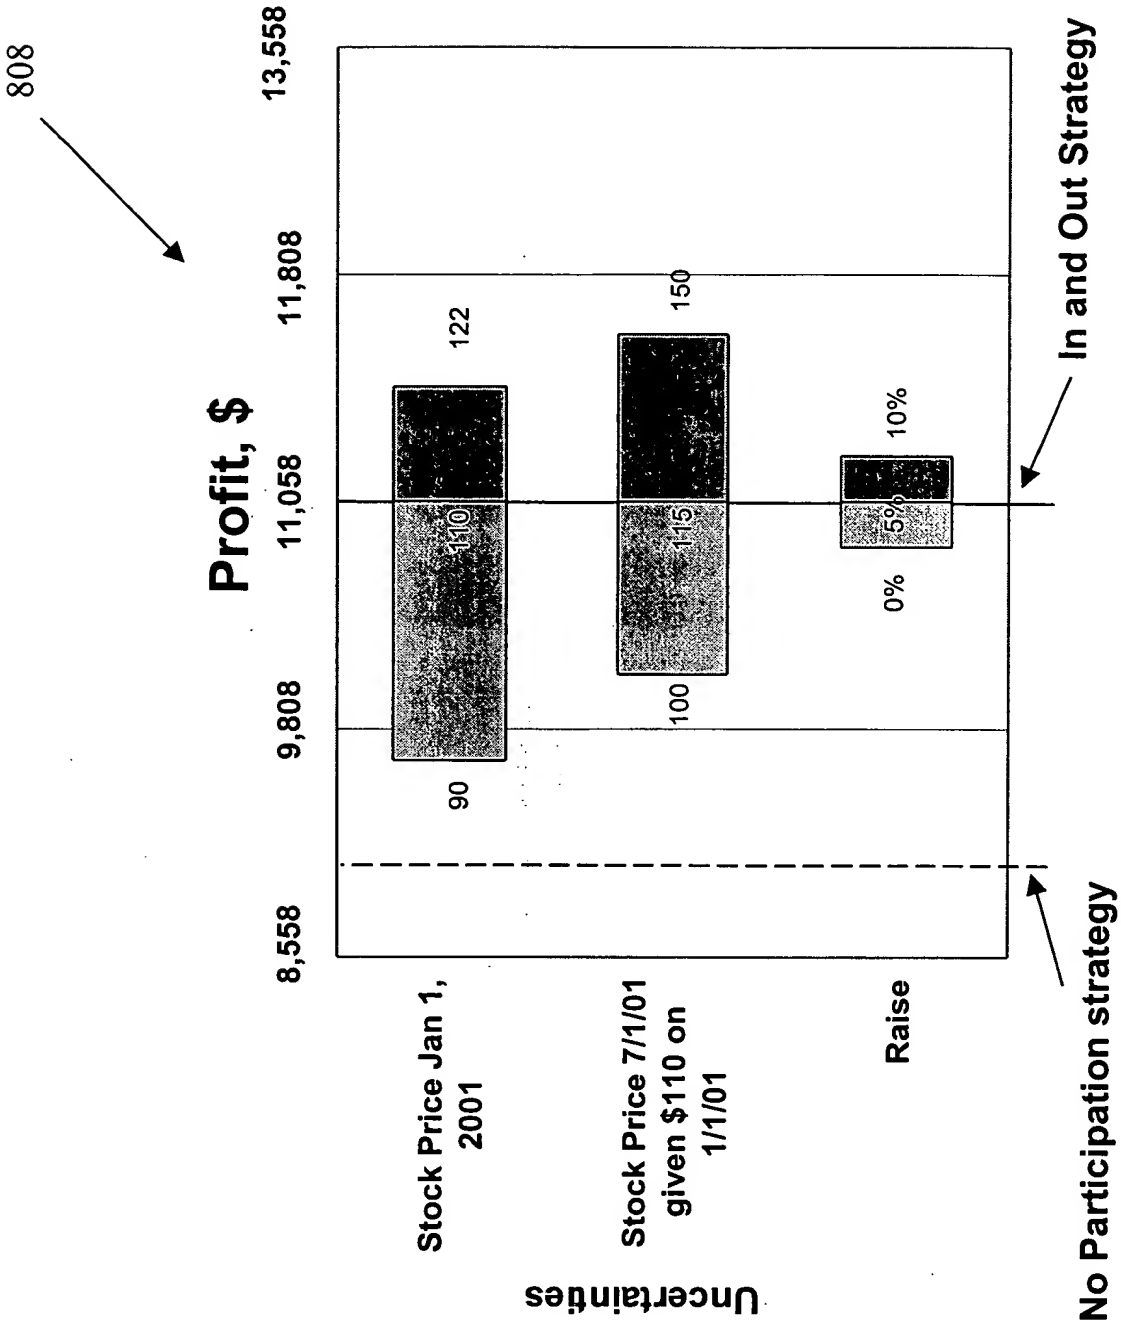 808
Profit, $
8,558
9,808
11,058
11,808
13,558
Uncertainties
Stock Price Jan 1,
2001
90
110
122
Stock Price 7/1/01
given $110 on
1/1/01
100
115
150
Raise
0%
5%
10%
No Participation strategy
In and Out Strategy